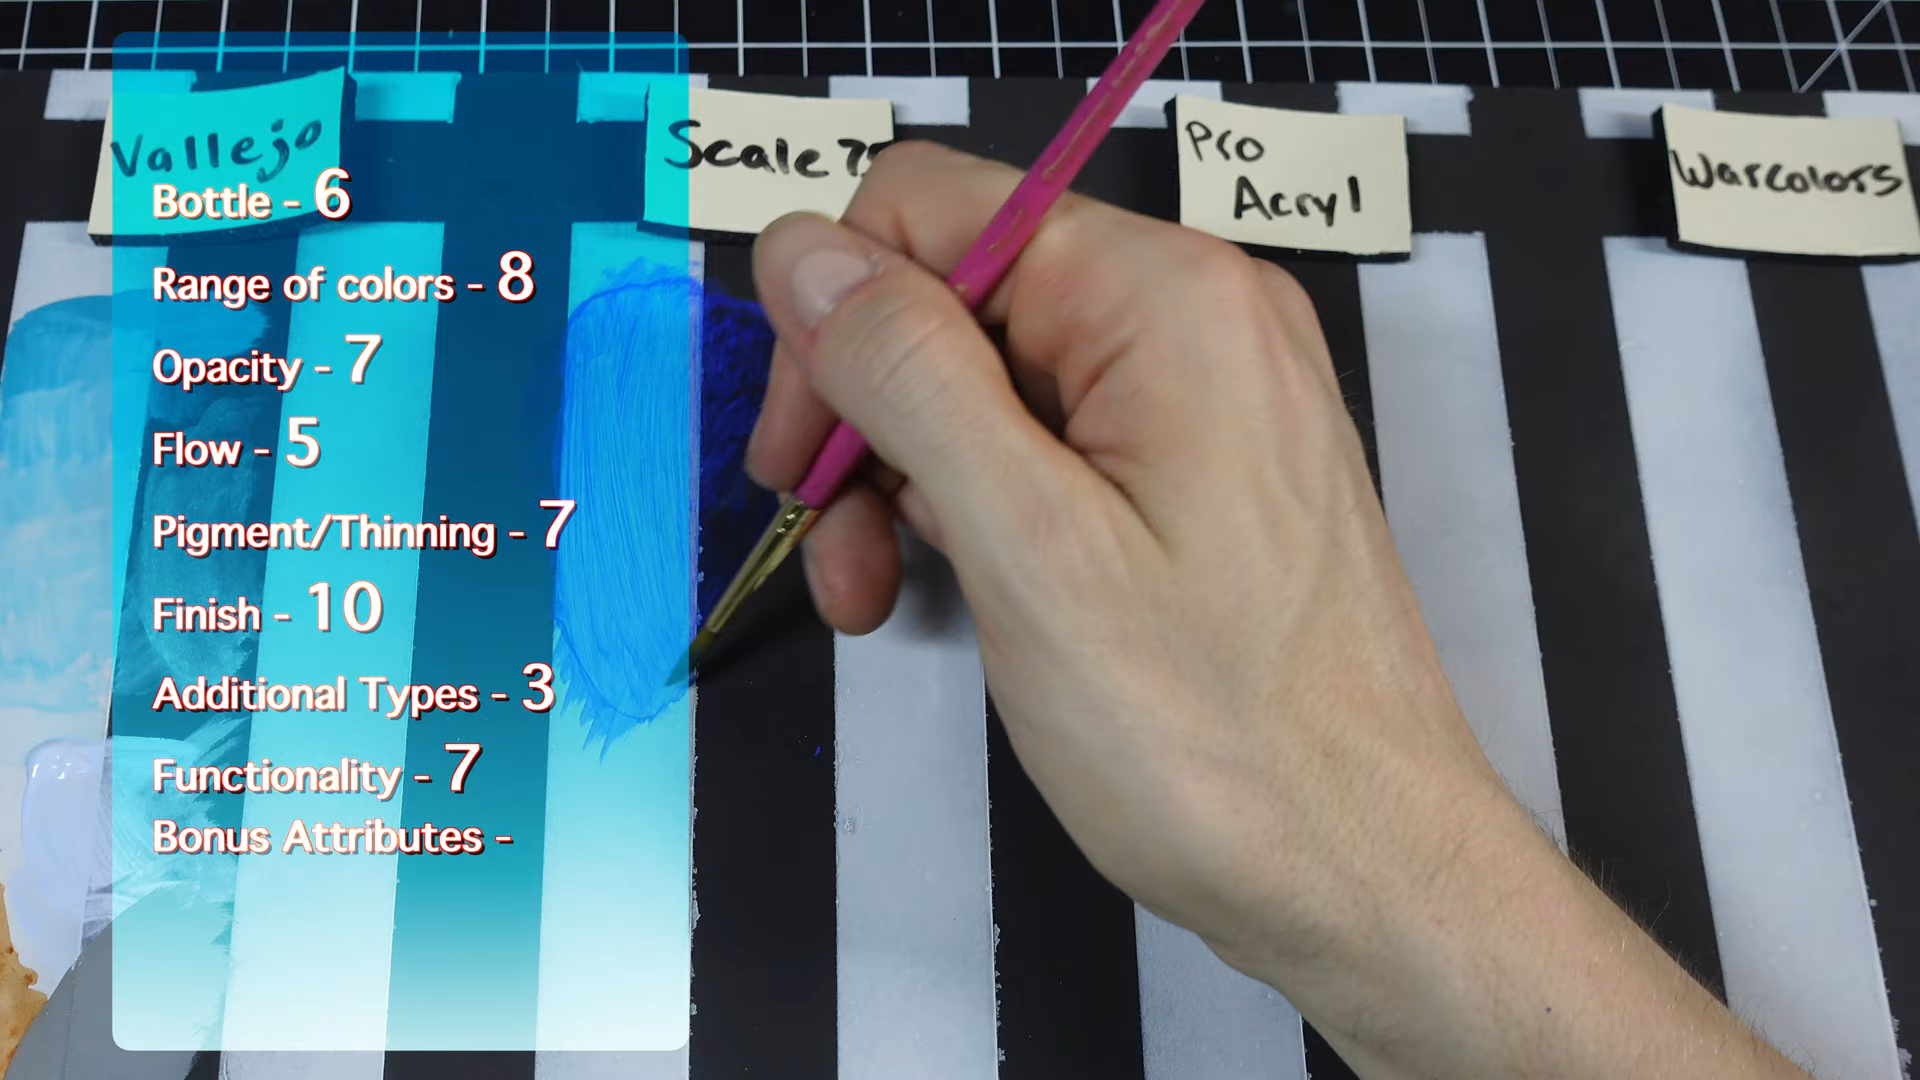 Vallejo
Scale 75
Pro
Acryl
Warcolors
Bottle - 6
Range of colors - 8
Opacity - 7
Flow - 5
Pigment/Thinning - 7
Finish - 10
Additional Types - 3
Functionality - 7
Bonus Attributes -